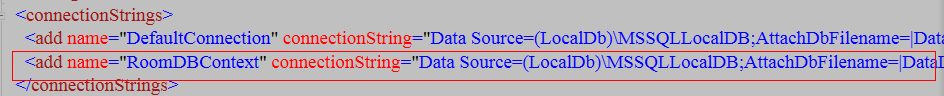 <connectionStrings>
<add name="DefaultConnection" connectionString="Data Source=(LocalDb)\MSSQLLocalDB;AttachDbFilename=|Data
<add name="RoomDBContext" connectionString="Data Source=(LocalDb)\MSSQLLocalDB;AttachDbFilename=|DataD
</connectionStrings>